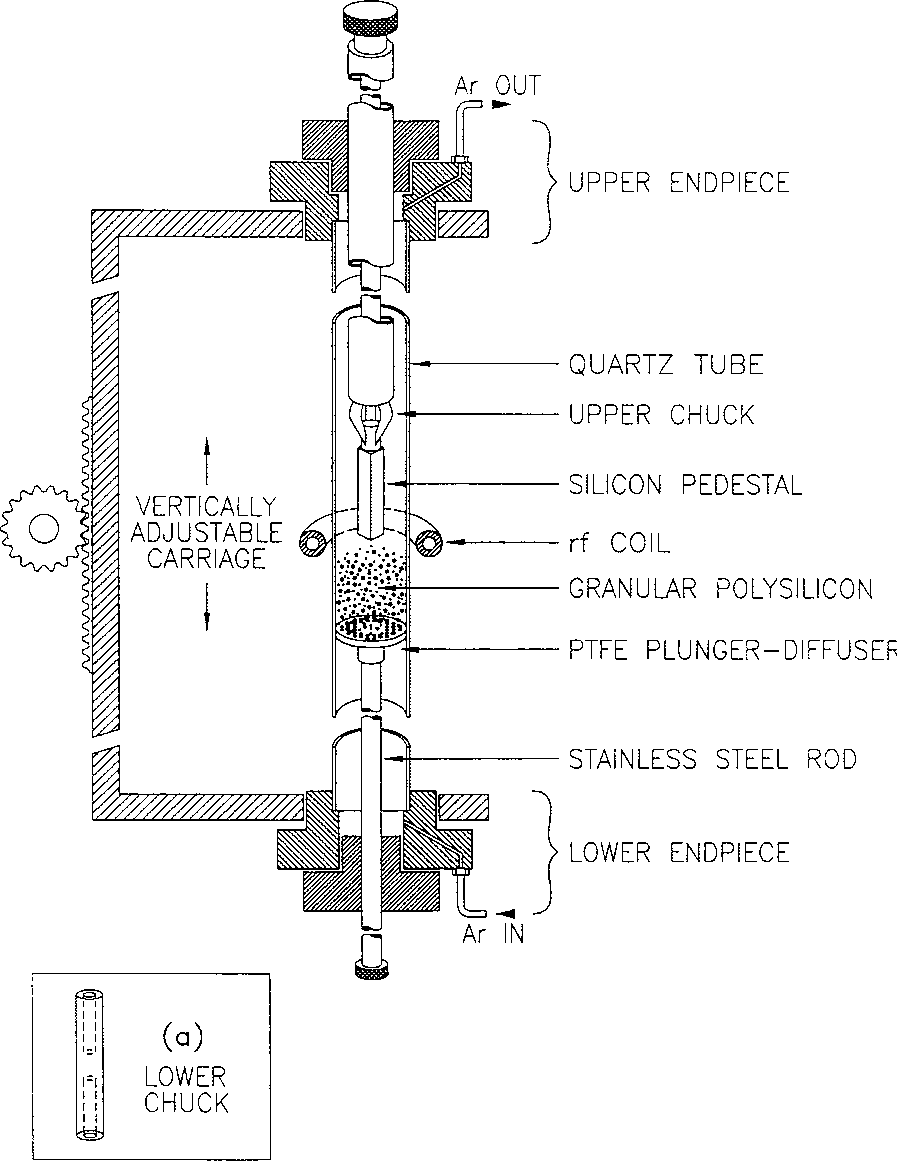 Ar OUT
UPPER ENDPIECE
QUARTZ TUBE
UPPER CHUCK
SILICON PEDESTAL
VERTICALLY
ADJUSTABLE
CARRIAGE
rf COIL
GRANULAR POLYSILICON
PTFE PLUNGER-DIFFUSER
STAINLESS STEEL ROD
LOWER ENDPIECE
Ar IN
(a)
LOWER
CHUCK